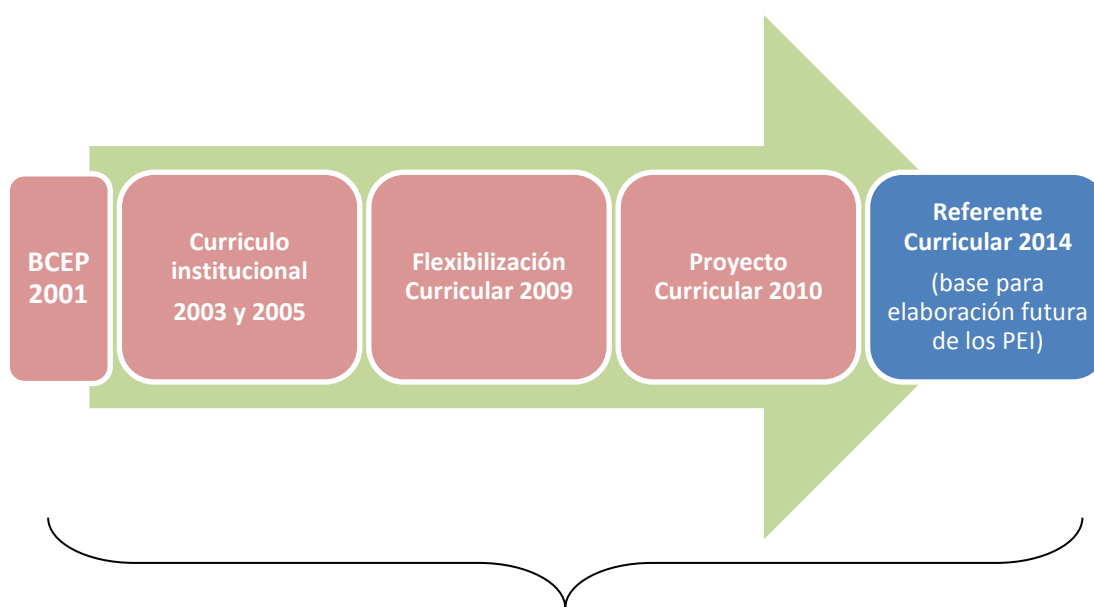 BCEP
2001
Curriculo
institucional
2003 y 2005
Flexibilización
Curricular 2009
Proyecto
Curricular 2010
Referente
Curricular 2014
(base para
elaboración futura
de los PEI)